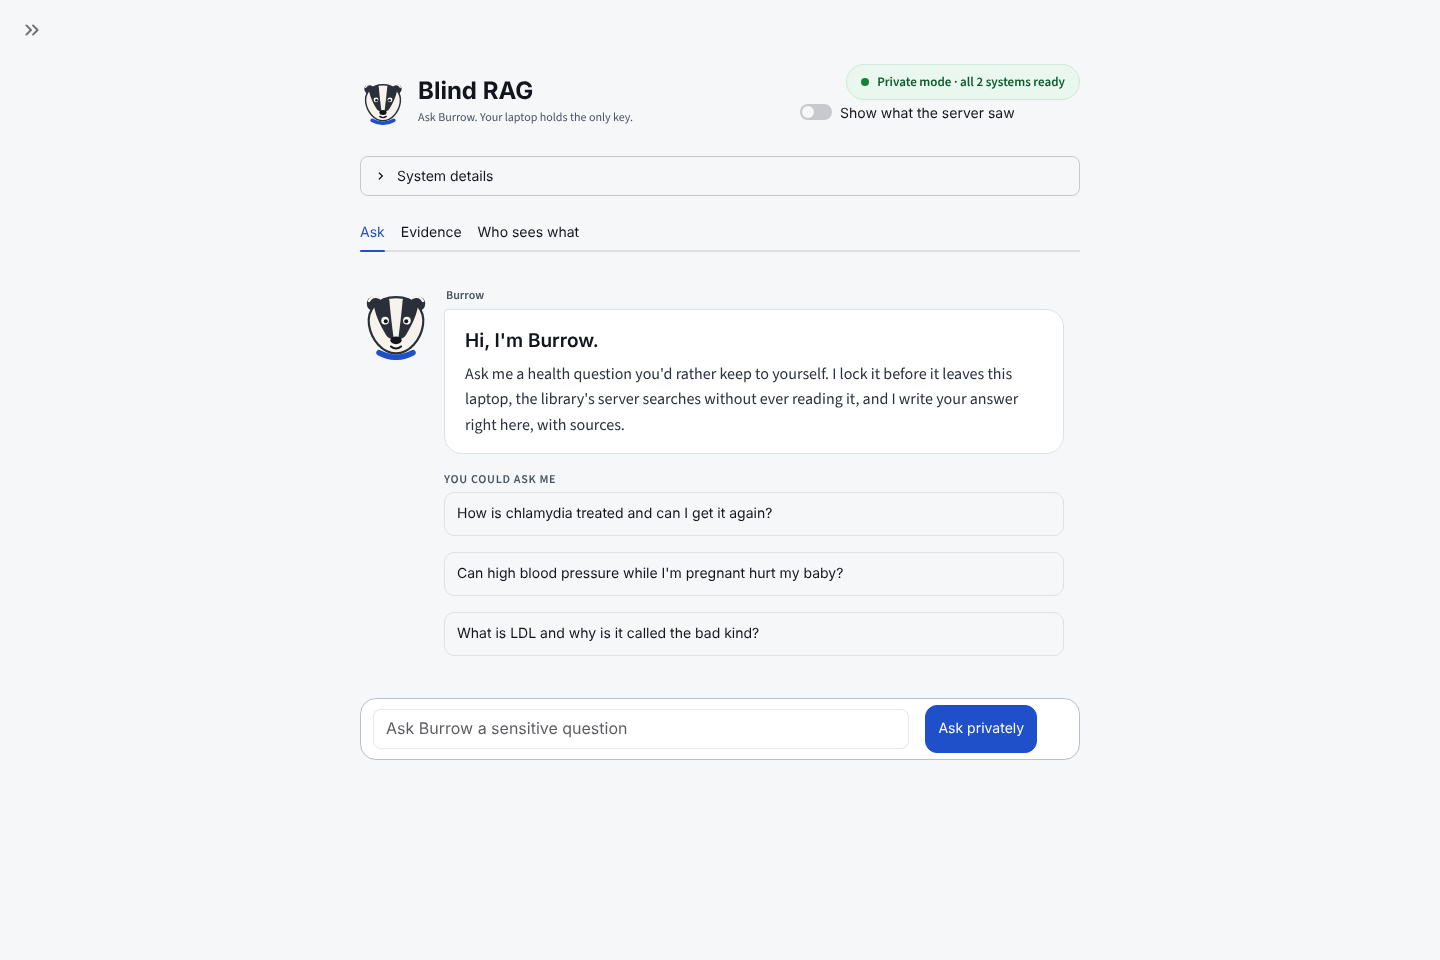 Blind RAG
Ask Burrow. Your laptop holds the only key.
Private mode · all 2 systems ready
Show what the server saw
System details
Ask Evidence Who sees what
Burrow
Hi, I'm Burrow.
Ask me a health question you'd rather keep to yourself. I lock it before it leaves this
laptop, the library's server searches without ever reading it, and I write your answer
right here, with sources.
YOU COULD ASK ME
How is chlamydia treated and can I get it again?
Can high blood pressure while I'm pregnant hurt my baby?
What is LDL and why is it called the bad kind?
Ask Burrow a sensitive question
Ask privately